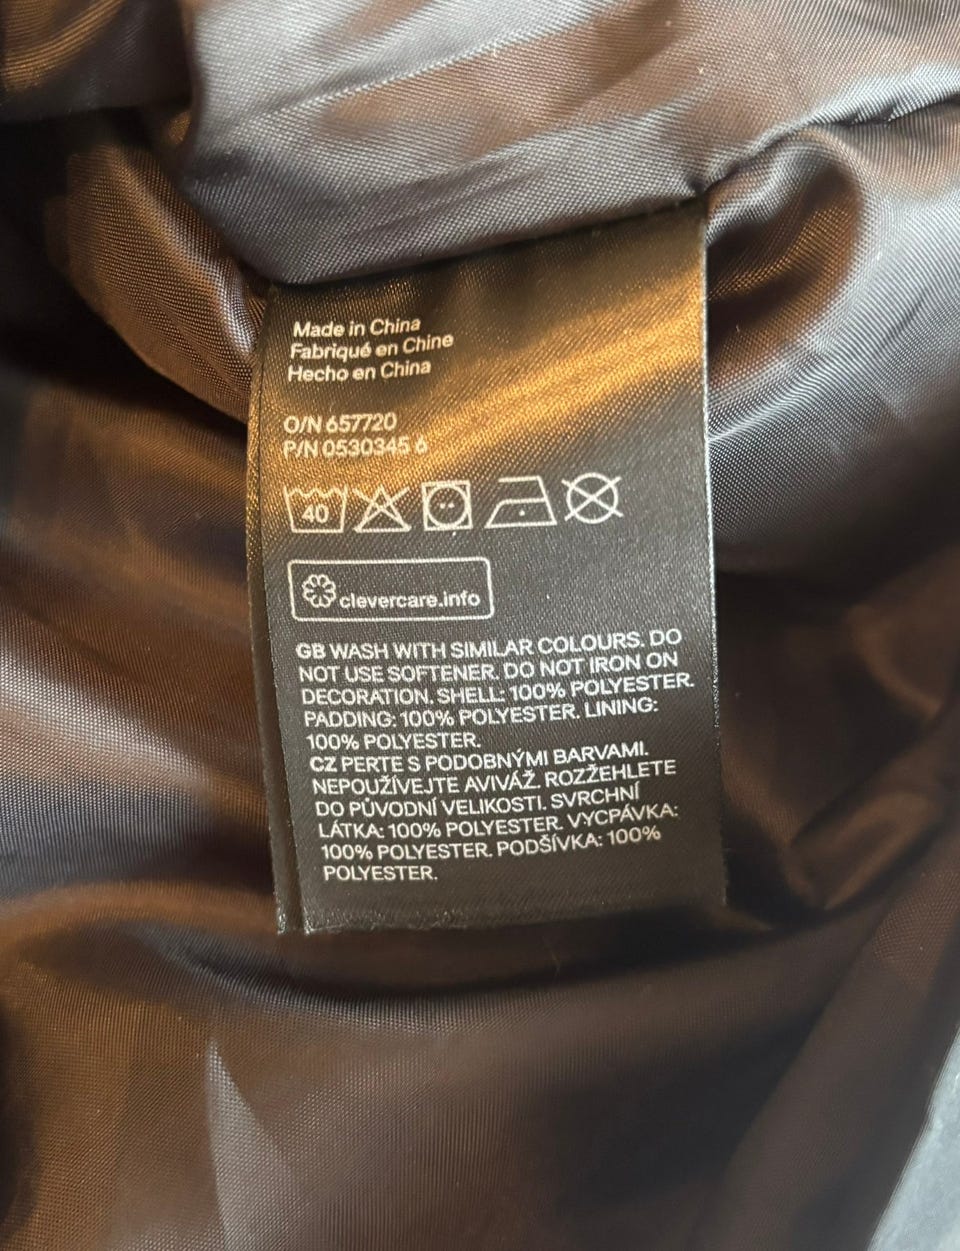 Made in China
Fabriqué en Chine
Hecho en China
O/N 657720
P/N 0530345 6
40
clevercare.info
GB WASH WITH SIMILAR COLOURS. DO
NOT USE SOFTENER. DO NOT IRON ON
DECORATION. SHELL: 100% POLYESTER.
PADDING: 100% POLYESTER. LINING:
100% POLYESTER.
CZ PERTE S PODOBNÝMI BARVAMI.
NEPOUŽÍVEJTE AVIVÁŽ. ROZŽEHLETE
DO PŮVODNÍ VELIKOSTI. SVRCHNÍ
LÁTKA: 100% POLYESTER. VYCPÁVKA:
100% POLYESTER. PODŠÍVKA: 100%
POLYESTER.